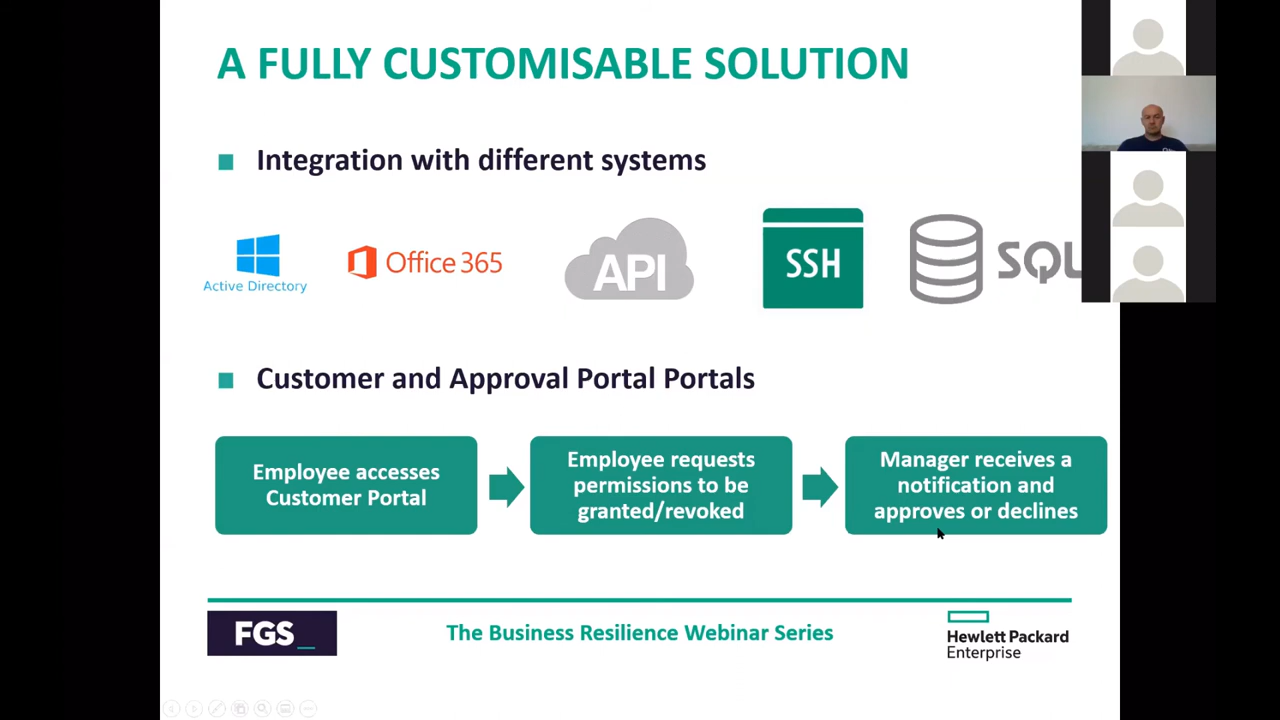 A FULLY CUSTOMISABLE SOLUTION
Integration with different systems
Active Directory
Office 365
API
SSH
SQL
Customer and Approval Portal Portals
Employee accesses
Customer Portal
Employee requests
permissions to be
granted/revoked
Manager receives a
notification and
approves or declines
FGS_
The Business Resilience Webinar Series
Hewlett Packard
Enterprise